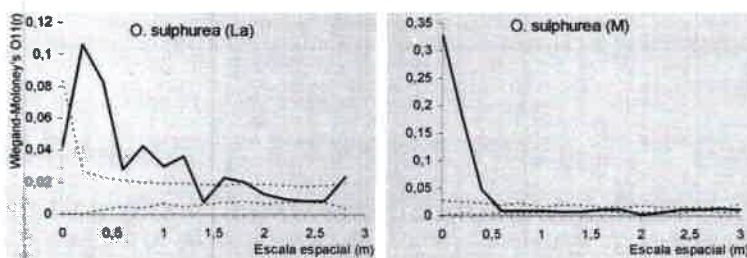 O. sulphurea (La)
Wiegand-Moloney's O11(r)
0,12
0,1
0,08
0,06
0,04
0,02
0
0 0,5 1 1,5 2 2,5 3
Escala espacial (m)
O. sulphurea (M)
0,35
0,3
0,25
0,2
0,15
0,1
0,05
0
0 0,5 1 1,5 2 2,5 3
Escala espacial (m)